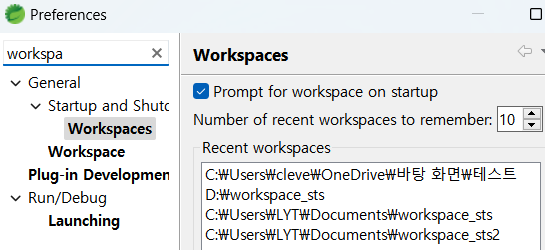 Preferences
workspa
Workspaces
General
Prompt for workspace on startup
Startup and Shutc
Number of recent workspaces to remember: 10
Workspaces
Workspace
Recent workspaces
Plug-in Developmen
C:₩Users₩cleve₩OneDrive₩바탕 화면₩테스트
Run/Debug
D:₩workspace_sts
Launching
C:₩Users₩LYT₩Documents₩workspace_sts
C:₩Users₩LYT₩Documents₩workspace_sts2